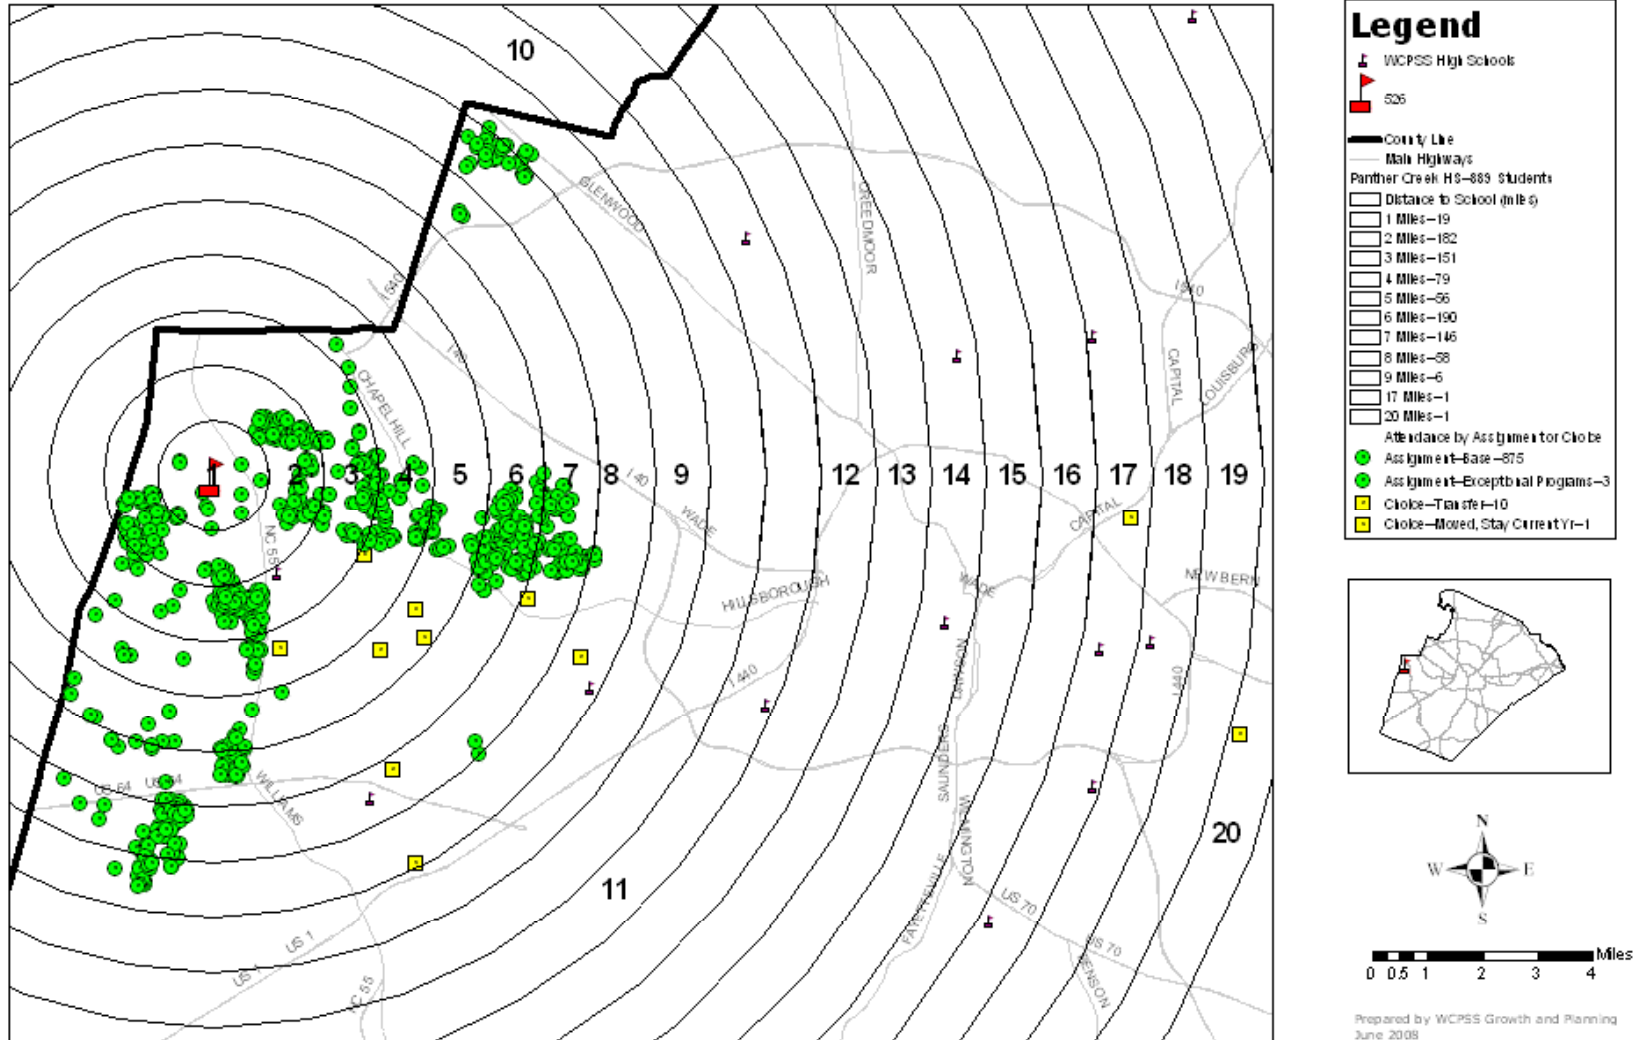 10
Legend
WCPSS High Schools
526
County Line
Main Highways
Panther Creek HS--889 Students
Distance to School (miles)
1 Miles--19
2 Miles--182
3 Miles--151
4 Miles--79
5 Miles--56
6 Miles--190
7 Miles--146
8 Miles--58
9 Miles--6
17 Miles--1
20 Miles--1
Attendance by Assignment or Choice
Assignment--Base--875
Assignment--Exceptional Programs--3
Choice--Transfer--10
Choice--Moved, Stay Current Yr--1
GLENWOOD
CREEDMOOR
I 540
I 540
I 40
CHAPEL HILL
CAPITAL
LOUISBURG
2 3 4 5 6 7 8 9 12 13 14 15 16 17 18 19
I 40
WADE
CAPITAL
NC 55
HILLSBOROUGH
WADE
NEW BERN
I 440
DAWSON
I 440
SAUNDERS
US 64
US 64
WILLIAMS
WILMINGTON
20
11
FAYETTEVILLE
US 70
US 70
BENSON
US 1
US 1
NC 55
N
W E
S
0 0.5 1 2 3 4 Miles
Prepared by WCPSS Growth and Planning
June 2008